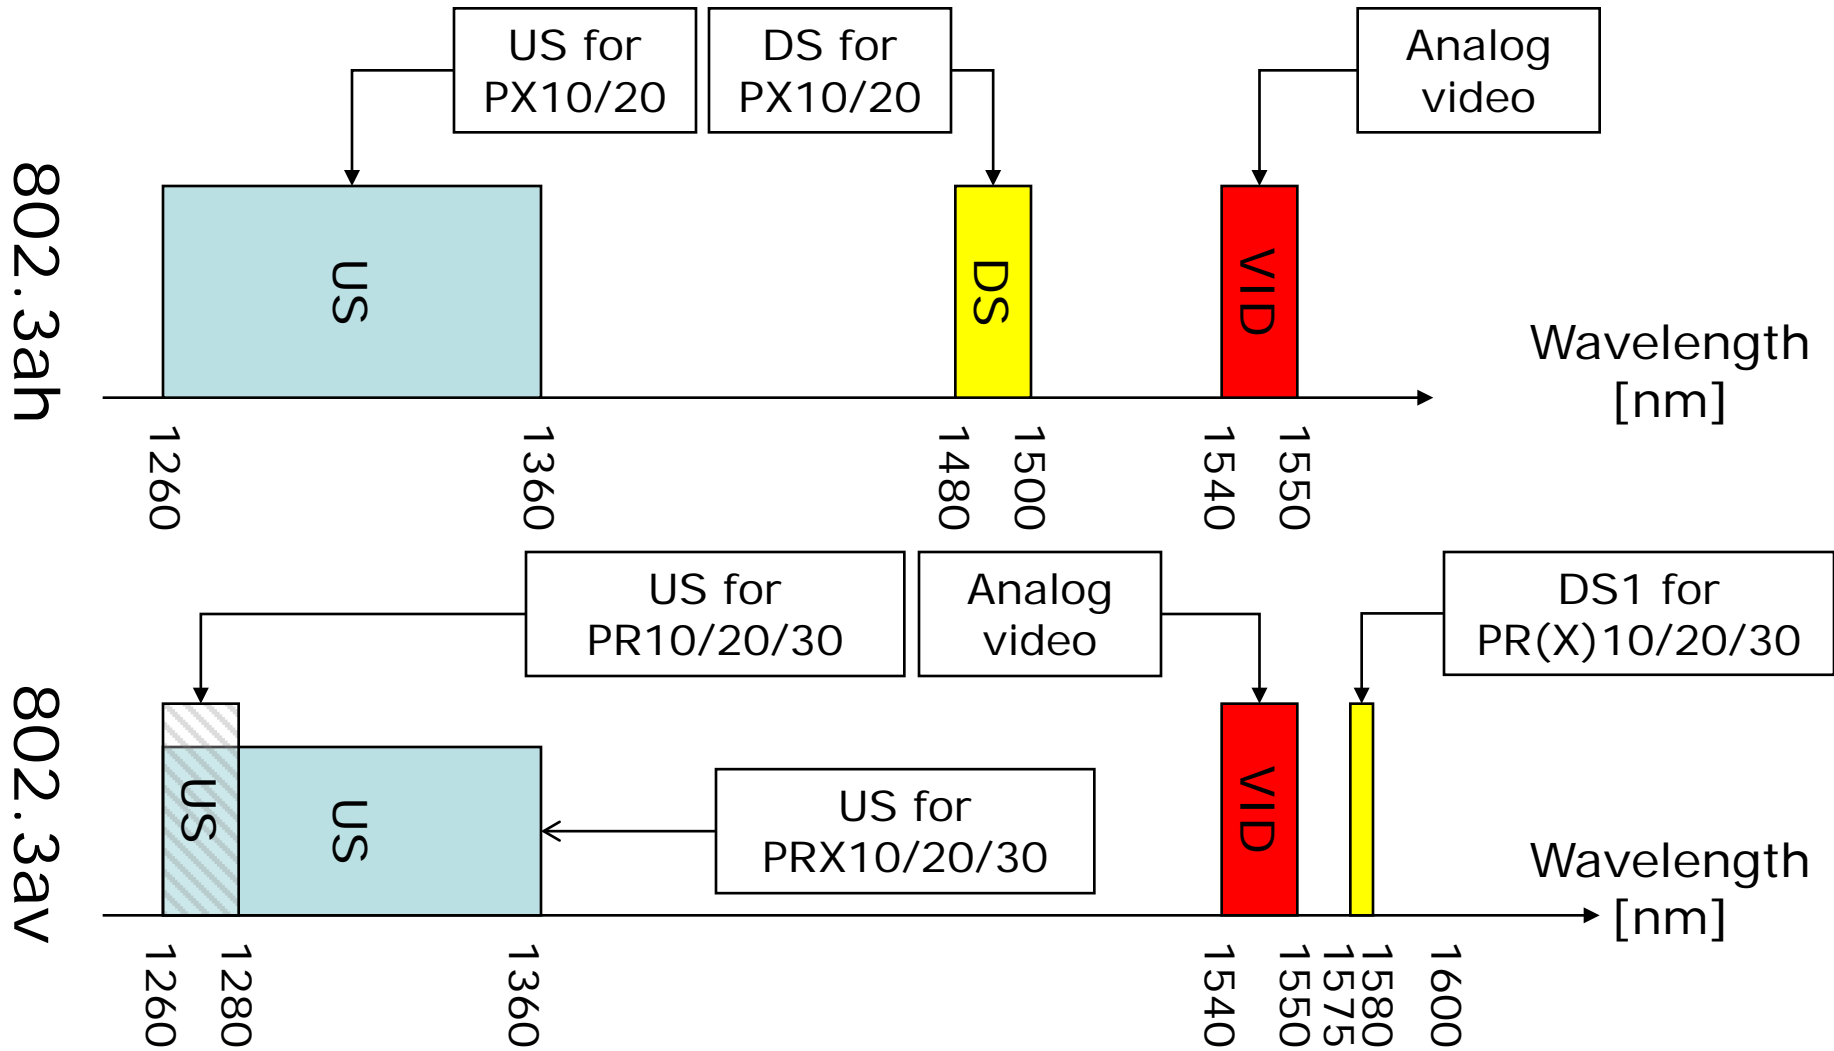 US for
PX10/20
DS for
PX10/20
Analog
video
802.3ah
US
DS
VID
Wavelength
[nm]
1260
1360
1480
1500
1540
1550
US for
PR10/20/30
Analog
video
DS1 for
PR(X)10/20/30
802.3av
US
US
US for
PRX10/20/30
VID
Wavelength
[nm]
1260
1280
1360
1540
1550
1575
1580
1600